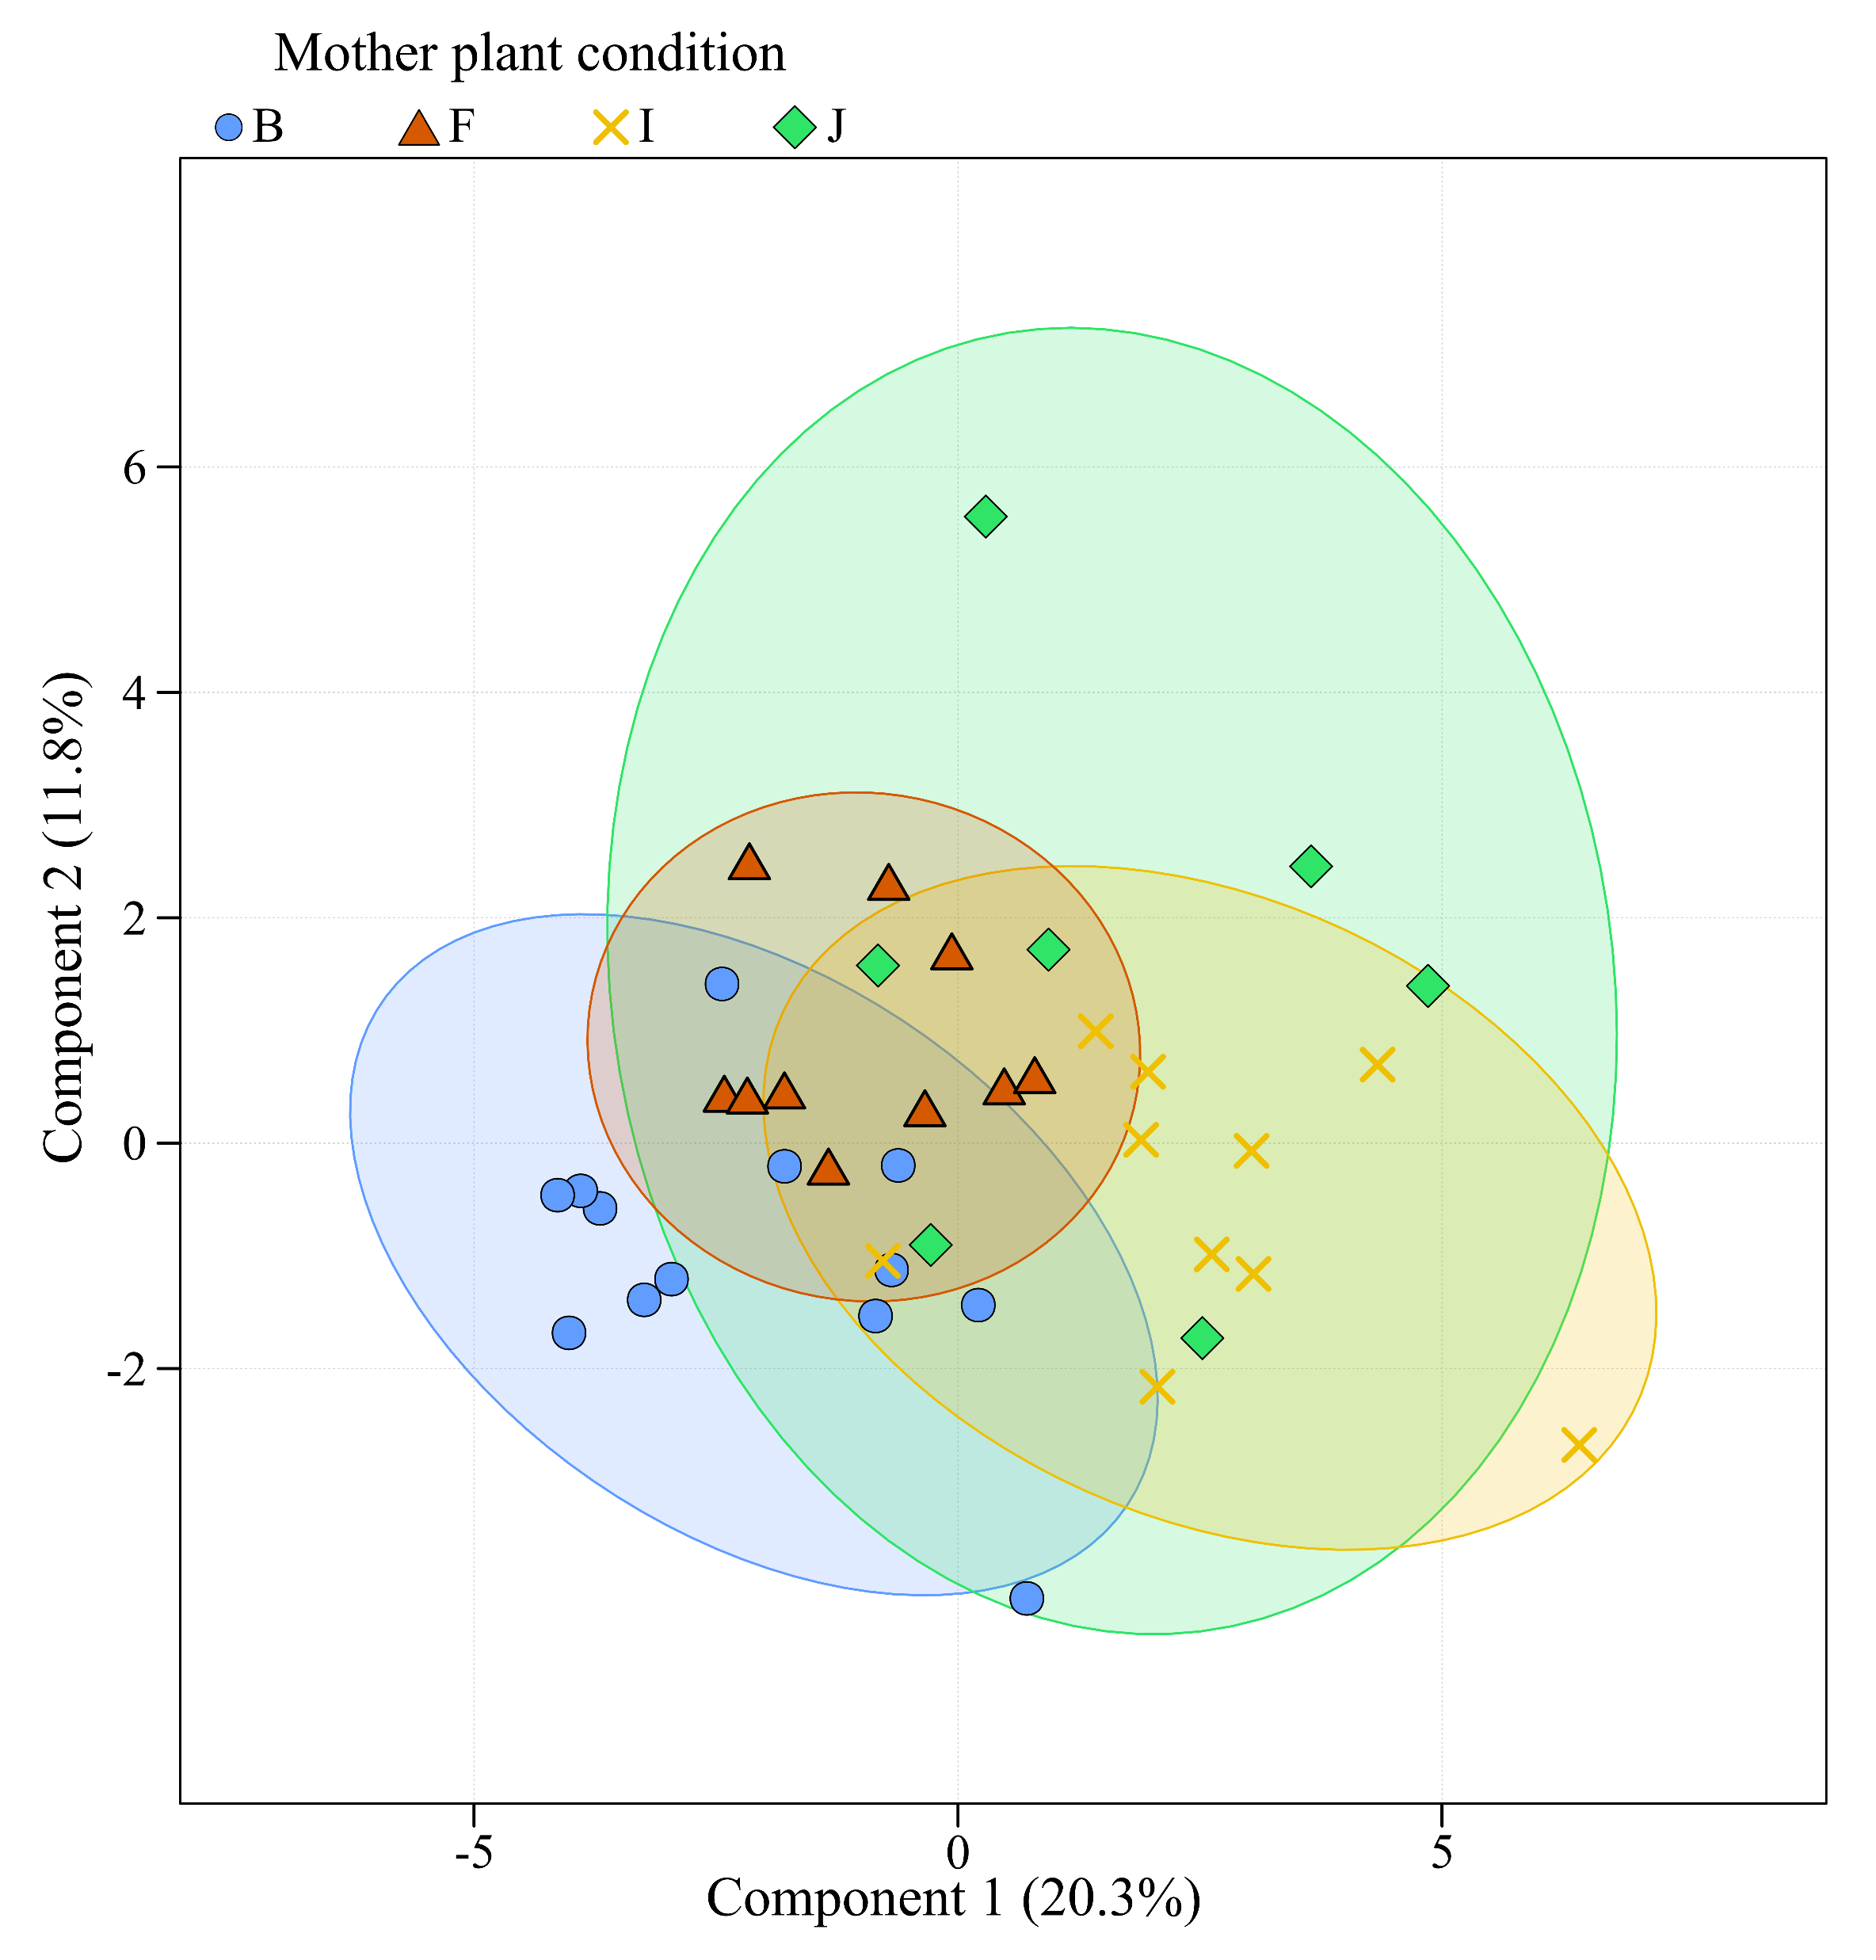 Mother plant condition
B F I J
6
4
2
0
-2
Component 2 (11.8%)
-5 0 5
Component 1 (20.3%)